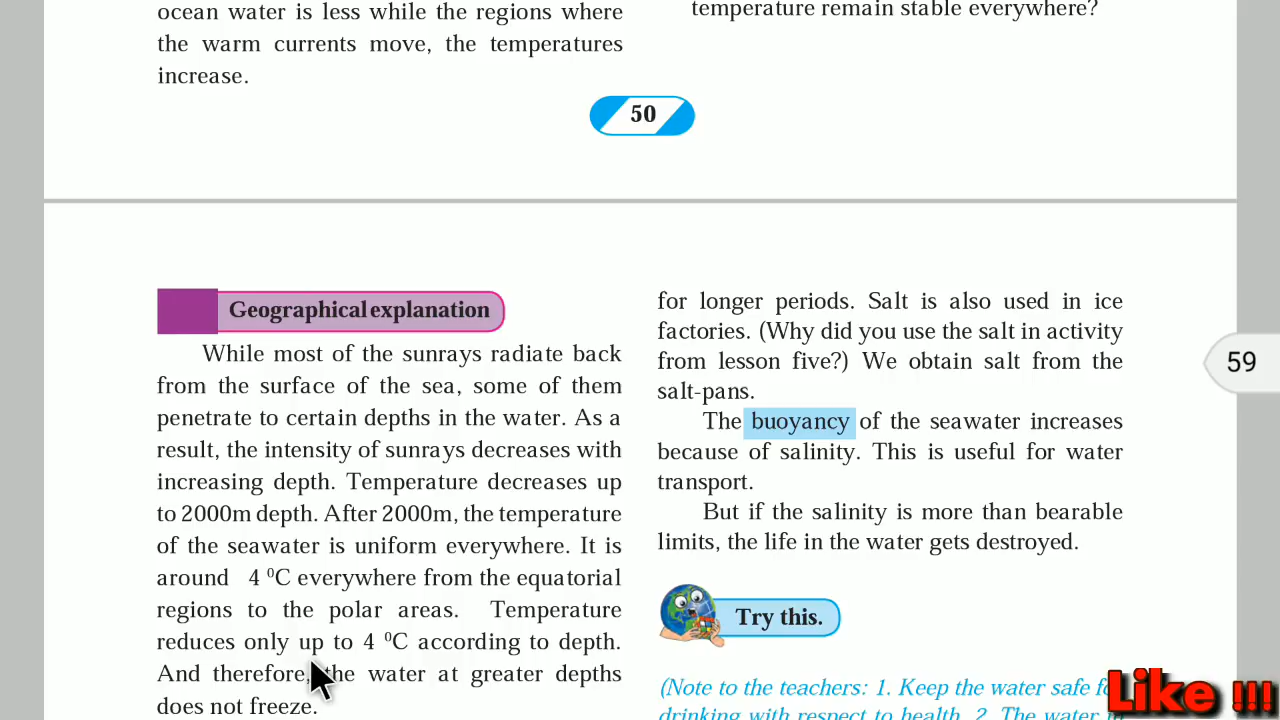 ocean water is less while the regions where
the warm currents move, the temperatures
increase.
temperature remain stable everywhere?
50
Geographical explanation
While most of the sunrays radiate back
from the surface of the sea, some of them
penetrate to certain depths in the water. As a
result, the intensity of sunrays decreases with
increasing depth. Temperature decreases up
to 2000m depth. After 2000m, the temperature
of the seawater is uniform everywhere. It is
around 4 ⁰C everywhere from the equatorial
regions to the polar areas. Temperature
reduces only up to 4 ⁰C according to depth.
And therefore, the water at greater depths
does not freeze.
for longer periods. Salt is also used in ice
factories. (Why did you use the salt in activity
from lesson five?) We obtain salt from the
salt-pans.
The buoyancy of the seawater increases
because of salinity. This is useful for water
transport.
But if the salinity is more than bearable
limits, the life in the water gets destroyed.
Try this.
(Note to the teachers: 1. Keep the water safe
drinking with respect to health. 2. The water in
59
Like !!!